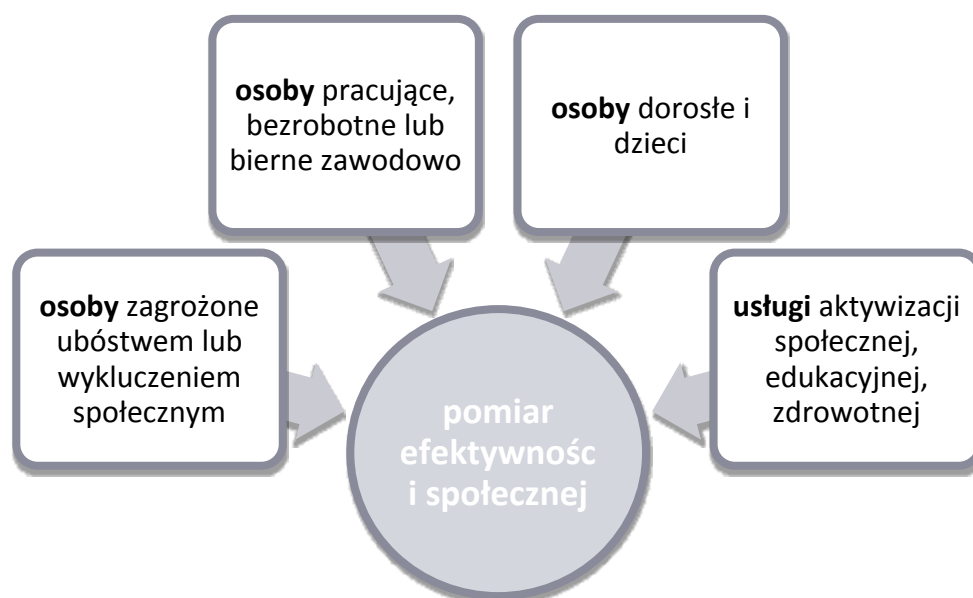 osoby zagrożone
ubóstwem lub
wykluczeniem
społecznym
osoby pracujące,
bezrobotne lub
bierne zawodowo
osoby dorosłe i
dzieci
usługi aktywizacji
społecznej,
edukacyjnej,
zdrowotnej
pomiar
efektywnośc
i społecznej